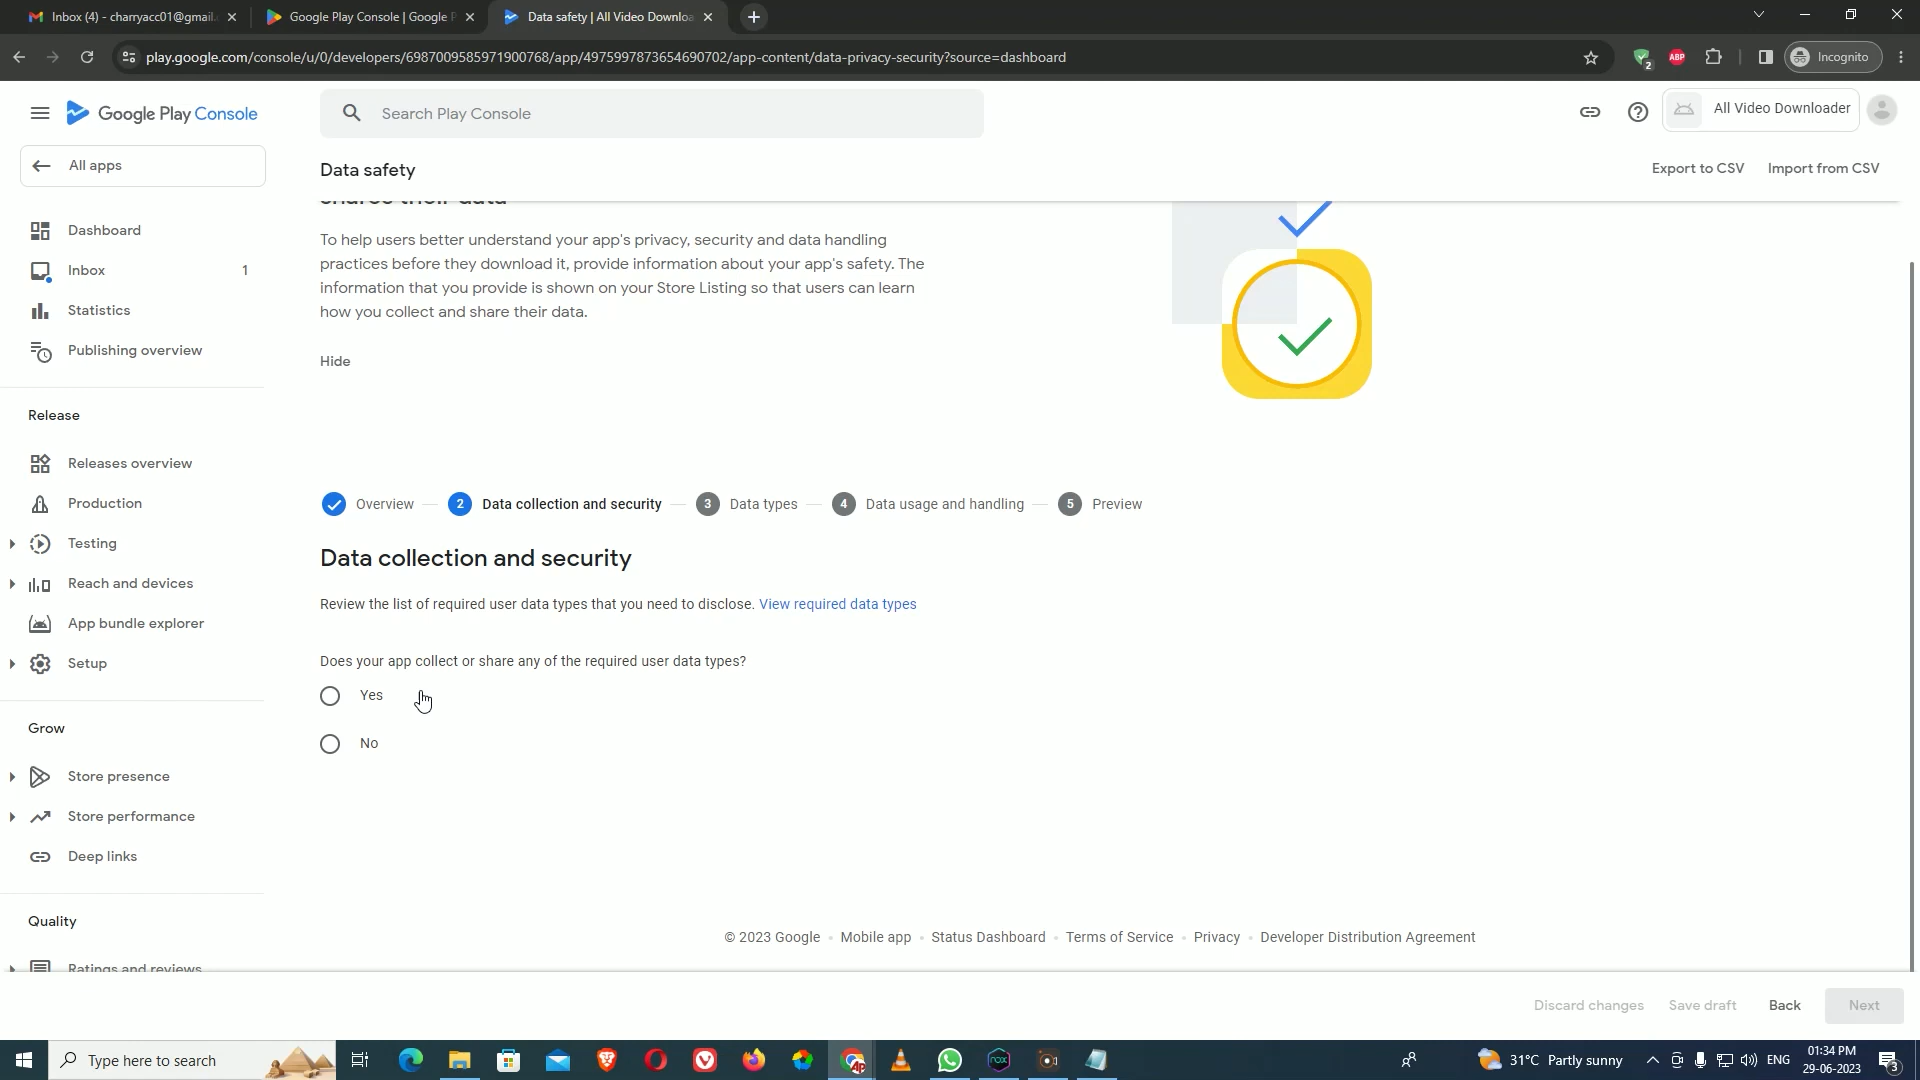 Inbox (4) - charryacc01@gmail.
Google Play Console | Google P
Data safety | All Video Downloa
play.google.com/console/u/0/developers/6987009585971900768/app/4975997873654690702/app-content/data-privacy-security?source=dashboard
2
ABP
Incognito
Google Play Console
Search Play Console
All Video Downloader
All apps
Data safety
Export to CSV
Import from CSV
Dashboard
Inbox 1
Statistics
Publishing overview
Release
Releases overview
Production
Testing
Reach and devices
App bundle explorer
Setup
Grow
Store presence
Store performance
Deep links
Quality
Ratings and reviews
shares their data
To help users better understand your app's privacy, security and data handling
practices before they download it, provide information about your app's safety. The
information that you provide is shown on your Store Listing so that users can learn
how you collect and share their data.
Hide
Overview
2 Data collection and security
3 Data types
4 Data usage and handling
5 Preview
Data collection and security
Review the list of required user data types that you need to disclose. View required data types
Does your app collect or share any of the required user data types?
Yes
No
© 2023 Google • Mobile app • Status Dashboard • Terms of Service • Privacy • Developer Distribution Agreement
Discard changes
Save draft
Back
Next
Type here to search
31°C Partly sunny
ENG
01:34 PM
29-06-2023
3